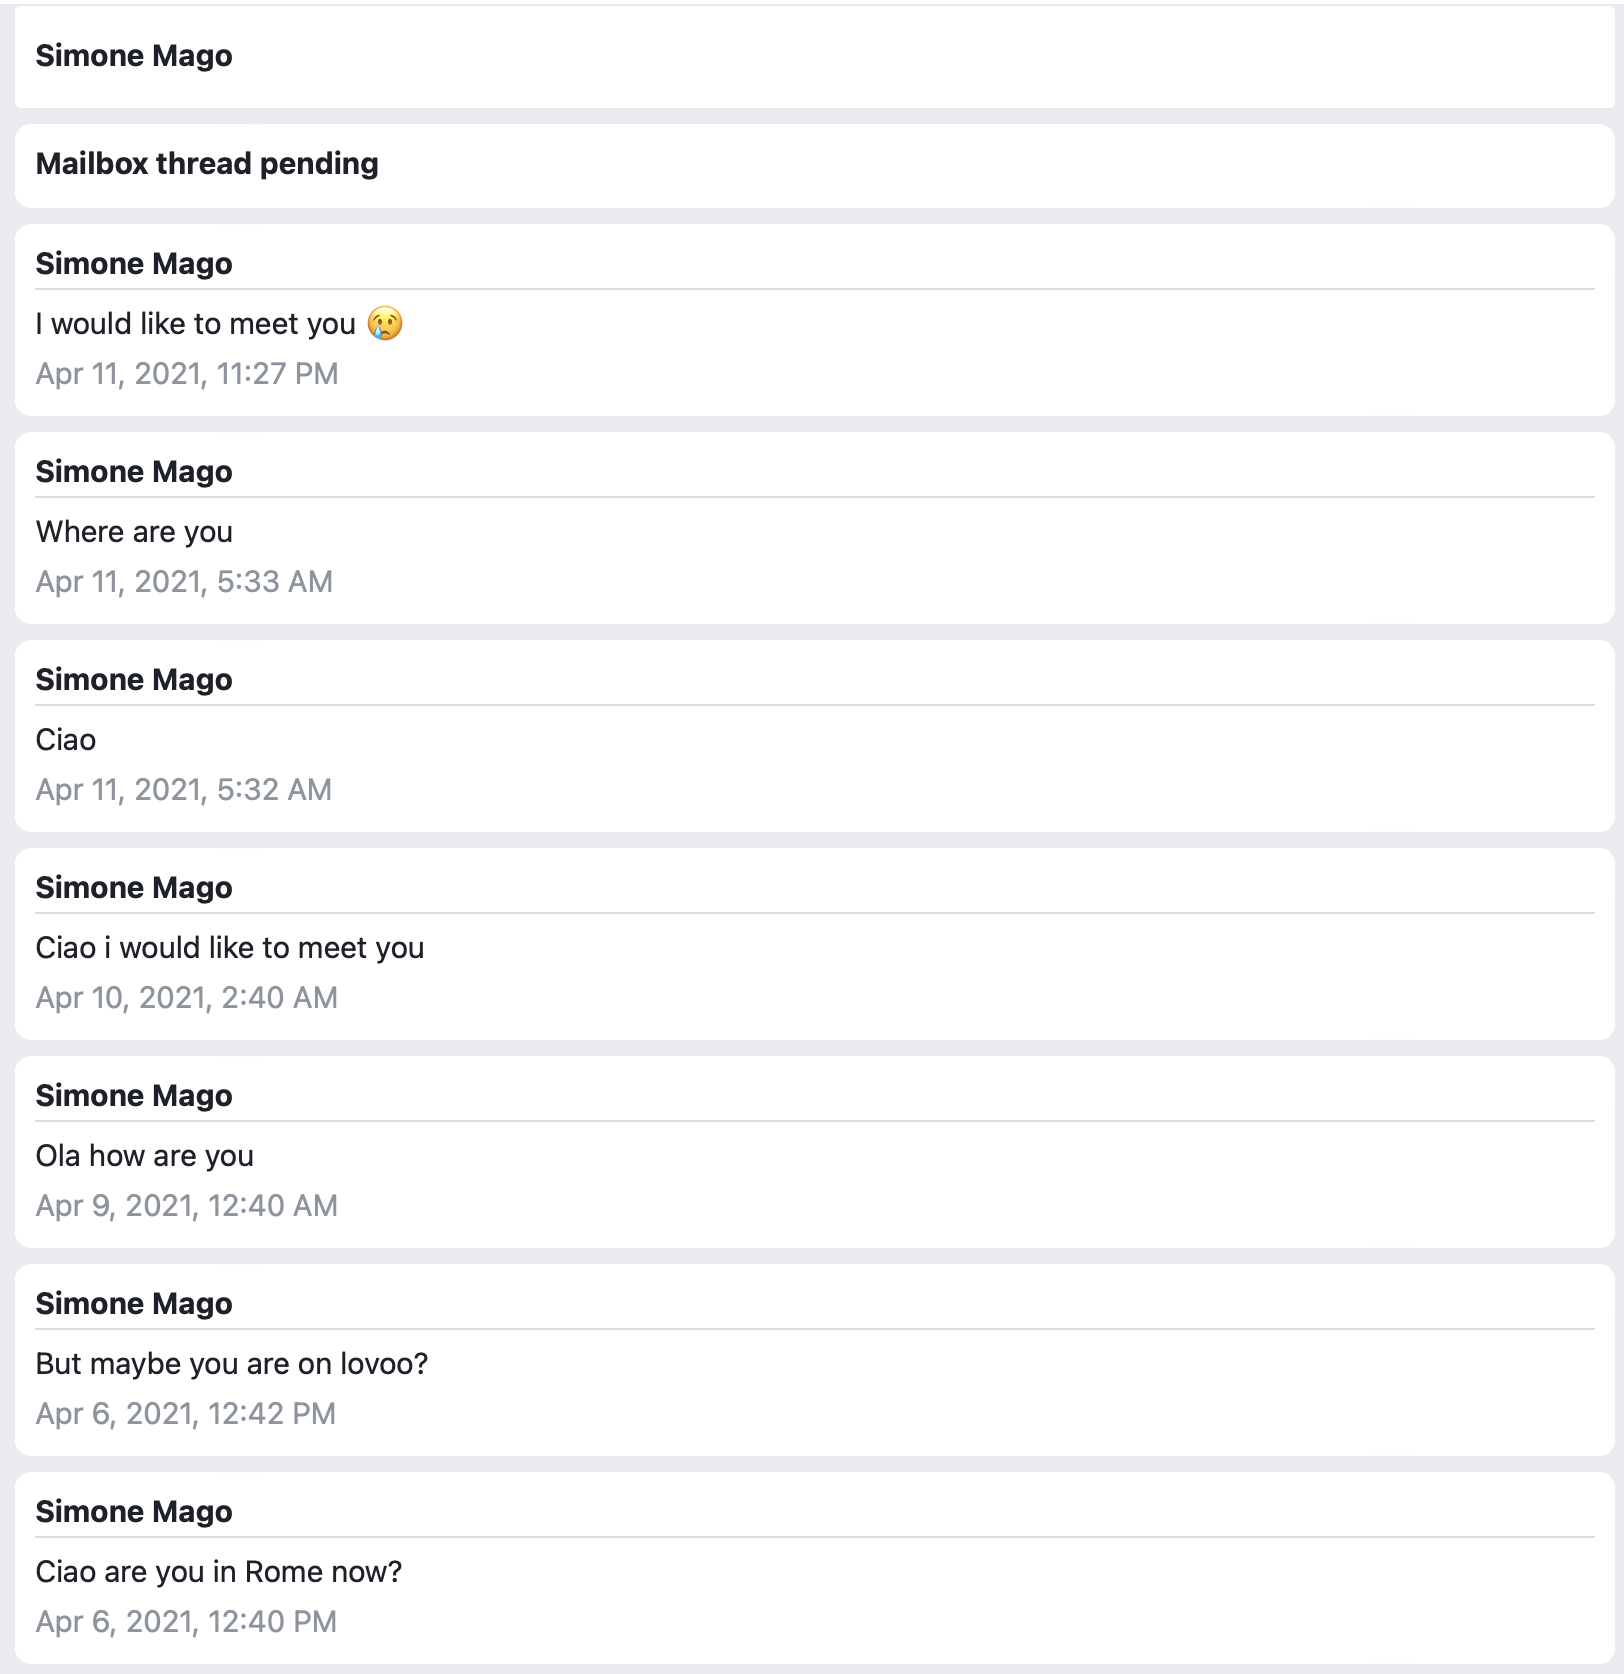 Simone Mago
Mailbox thread pending
Simone Mago
I would like to meet you 😢
Apr 11, 2021, 11:27 PM
Simone Mago
Where are you
Apr 11, 2021, 5:33 AM
Simone Mago
Ciao
Apr 11, 2021, 5:32 AM
Simone Mago
Ciao i would like to meet you
Apr 10, 2021, 2:40 AM
Simone Mago
Ola how are you
Apr 9, 2021, 12:40 AM
Simone Mago
But maybe you are on lovoo?
Apr 6, 2021, 12:42 PM
Simone Mago
Ciao are you in Rome now?
Apr 6, 2021, 12:40 PM